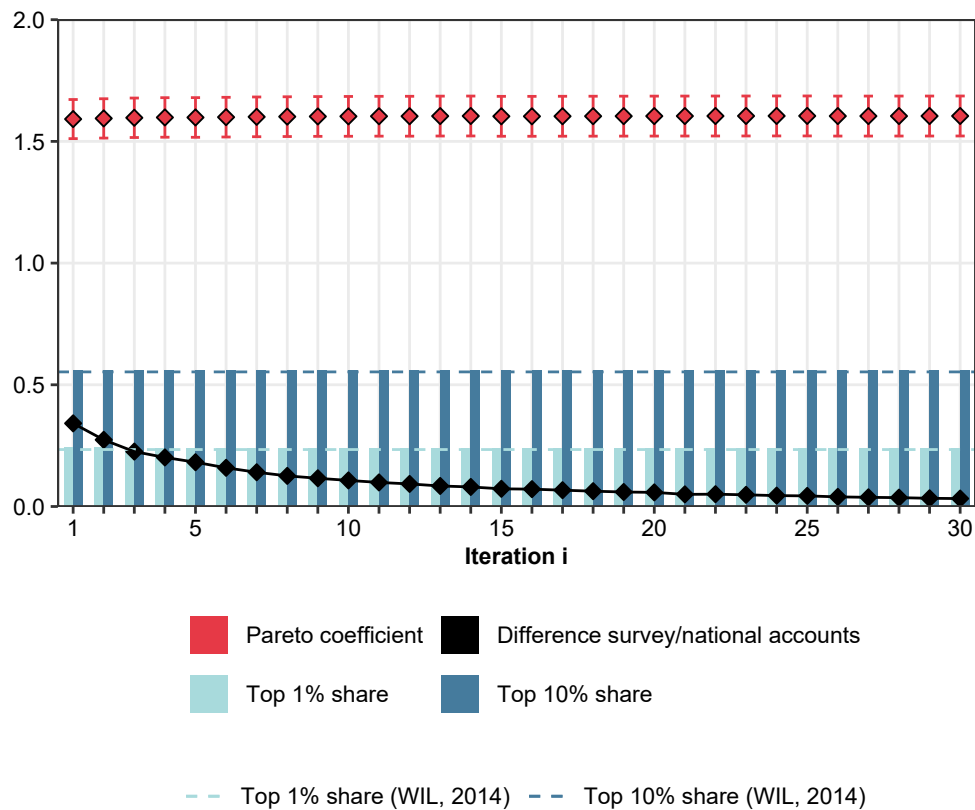 2.0
1.5
1.0
0.5
0.0
1 5 10 15 20 25 30
Iteration i
Pareto coefficient Difference survey/national accounts
Top 1% share Top 10% share
Top 1% share (WIL, 2014) Top 10% share (WIL, 2014)